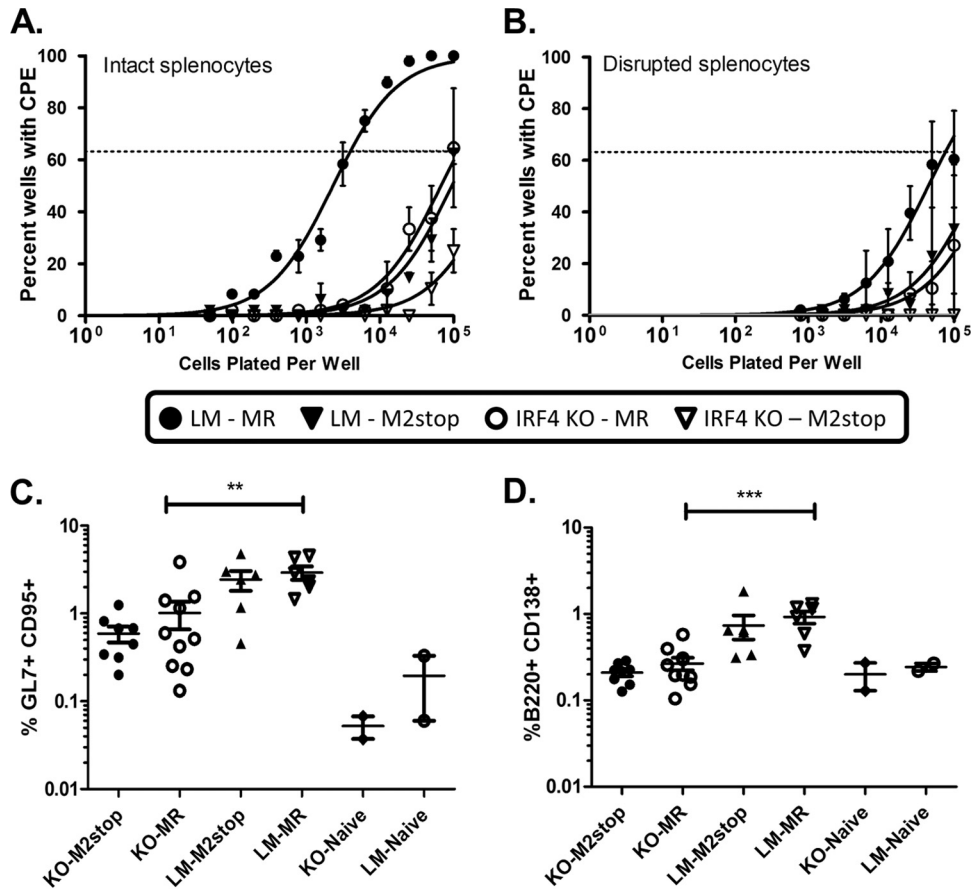 A.
Intact splenocytes
Percent wells with CPE
100
80
60
40
20
0
10^0 10^1 10^2 10^3 10^4 10^5
Cells Plated Per Well
B.
Disrupted splenocytes
Percent wells with CPE
100
80
60
40
20
0
10^0 10^1 10^2 10^3 10^4 10^5
Cells Plated Per Well
LM - MR LM - M2stop IRF4 KO - MR IRF4 KO – M2stop
C.
**
% GL7+ CD95+
10
1
0.1
0.01
KO-M2stop
KO-MR
LM-M2stop
LM-MR
KO-Naive
LM-Naive
D.
***
%B220+ CD138+
10
1
0.1
0.01
KO-M2stop
KO-MR
LM-M2stop
LM-MR
KO-Naive
LM-Naive